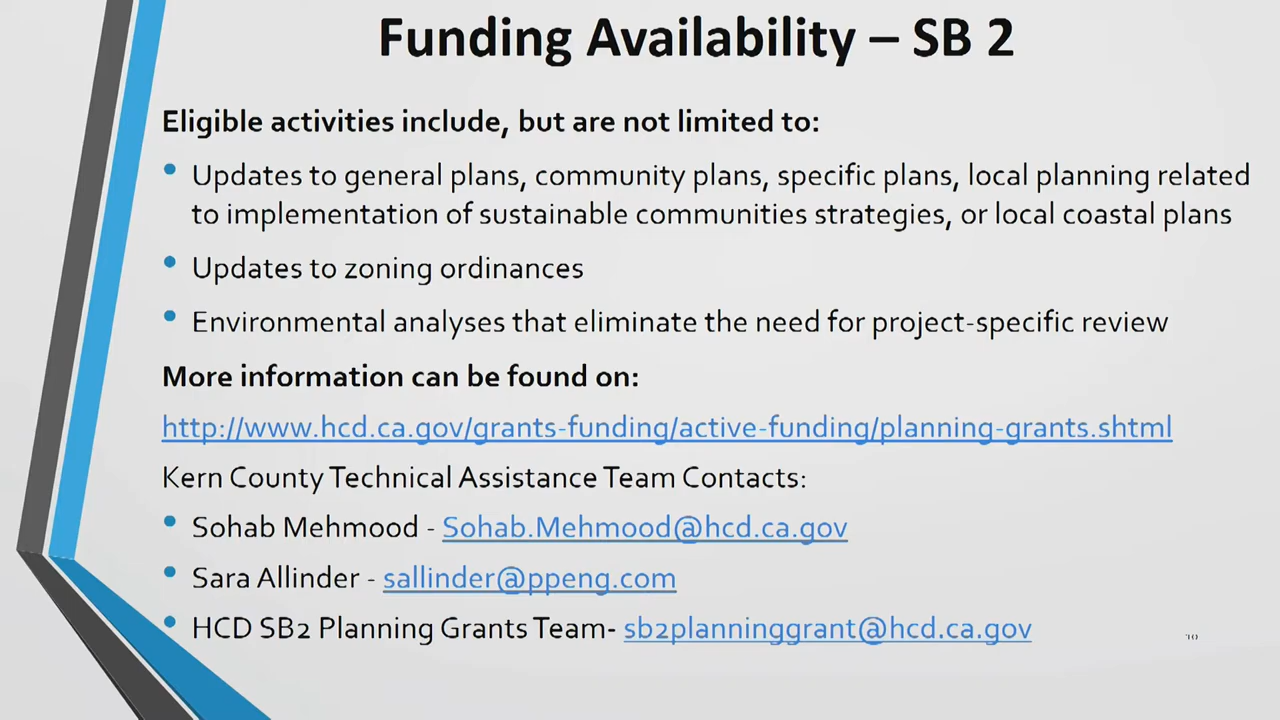 Funding Availability – SB 2
Eligible activities include, but are not limited to:
• Updates to general plans, community plans, specific plans, local planning related
to implementation of sustainable communities strategies, or local coastal plans
• Updates to zoning ordinances
• Environmental analyses that eliminate the need for project-specific review
More information can be found on:
http://www.hcd.ca.gov/grants-funding/active-funding/planning-grants.shtml
Kern County Technical Assistance Team Contacts:
• Sohab Mehmood - Sohab.Mehmood@hcd.ca.gov
• Sara Allinder - sallinder@ppeng.com
• HCD SB2 Planning Grants Team- sb2planninggrant@hcd.ca.gov